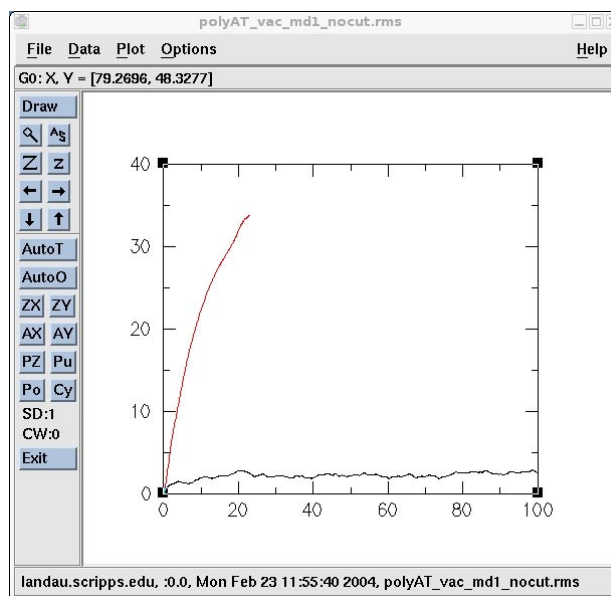 polyAT_vac_md1_nocut.rms
File Data Plot Options Help
G0: X, Y = [79.2696, 48.3277]
Draw
AS
Z z
AutoT
AutoO
ZX ZY
AX AY
PZ Pu
Po Cy
SD:1
CW:0
Exit
40
30
20
10
0
0 20 40 60 80 100
landau.scripps.edu, :0.0, Mon Feb 23 11:55:40 2004, polyAT_vac_md1_nocut.rms